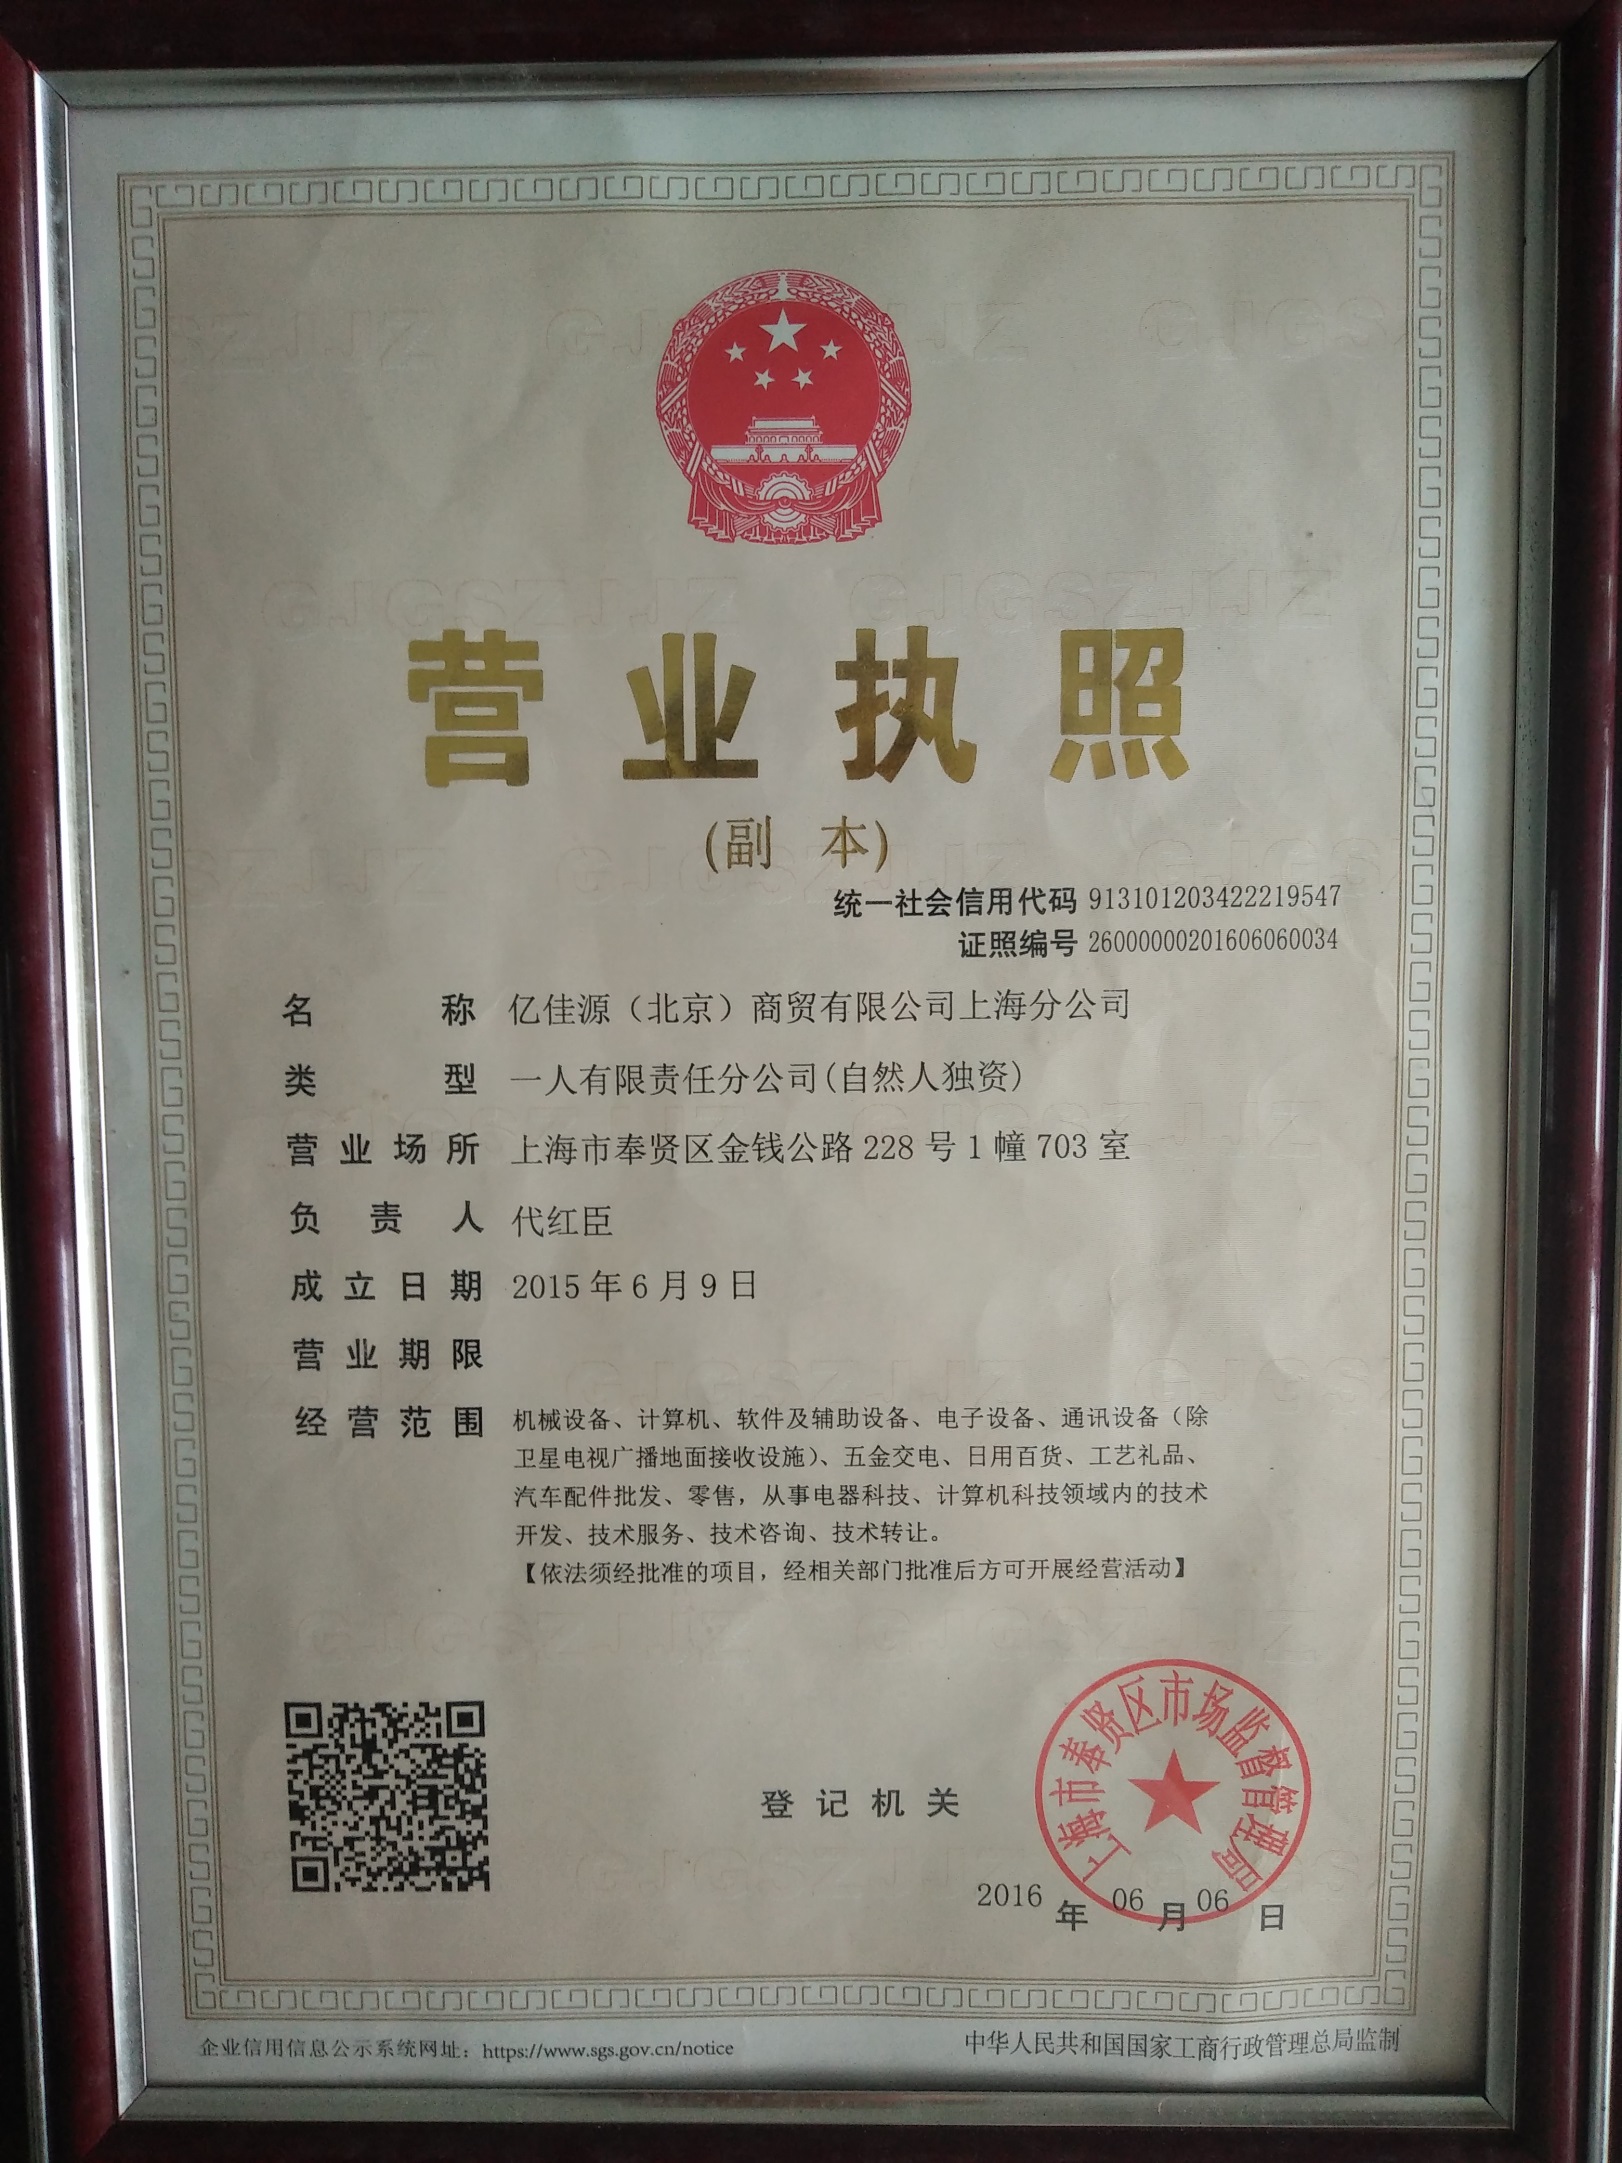 营业执照
(副 本)
统一社会信用代码 913101203422219547
证照编号 26000000201606060034
名 称 亿佳源（北京）商贸有限公司上海分公司
类 型 一人有限责任分公司(自然人独资)
营业场所 上海市奉贤区金钱公路 228 号 1 幢 703 室
负 责 人 代红臣
成立日期 2015 年 6 月 9 日
营业期限
经营范围 机械设备、计算机、软件及辅助设备、电子设备、通讯设备（除
卫星电视广播地面接收设施）、五金交电、日用百货、工艺礼品、
汽车配件批发、零售，从事电器科技、计算机科技领域内的技术
开发、技术服务、技术咨询、技术转让。
【依法须经批准的项目，经相关部门批准后方可开展经营活动】
登记机关
上海市奉贤区市场监督管理局
2016 年 06 月 06 日
企业信用信息公示系统网址：https://www.sgs.gov.cn/notice
中华人民共和国国家工商行政管理总局监制